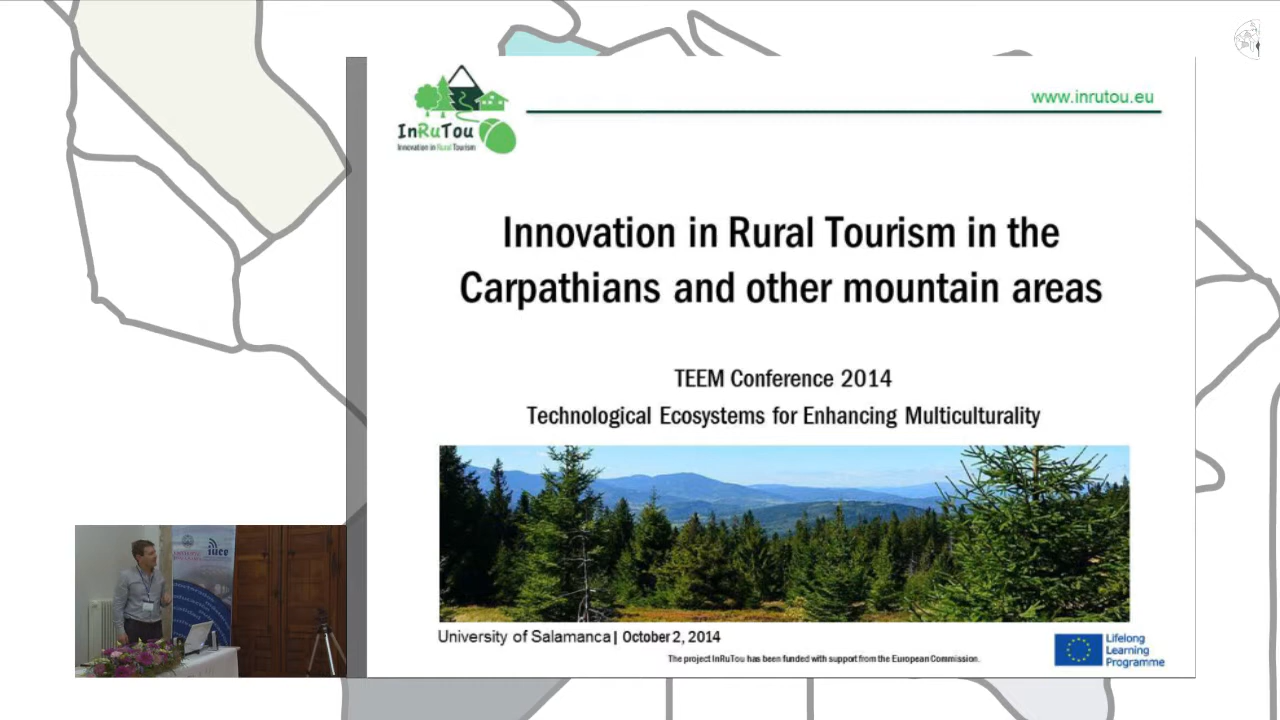 www.inrutou.eu
InRuTou
Innovation in Rural Tourism
Innovation in Rural Tourism in the
Carpathians and other mountain areas
TEEM Conference 2014
Technological Ecosystems for Enhancing Multiculturality
University of Salamanca| October 2, 2014
The project InRuTou has been funded with support from the European Commission.
Lifelong
Learning
Programme
iuce